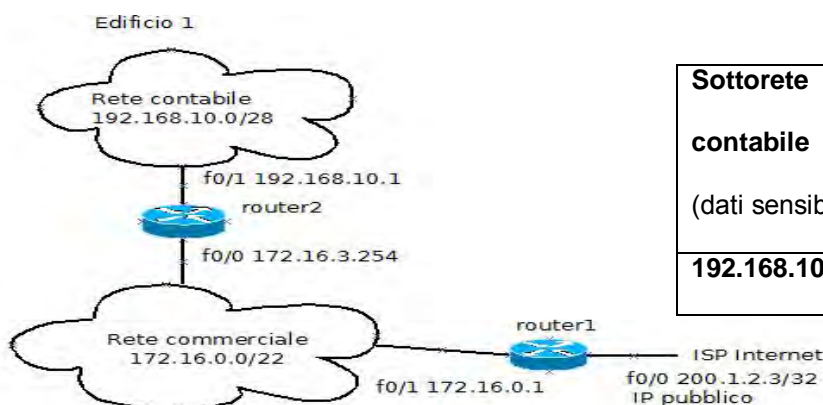 Edificio 1
Rete contabile
192.168.10.0/28
f0/1 192.168.10.1
router2
f0/0 172.16.3.254
Rete commerciale
172.16.0.0/22
f0/1 172.16.0.1
router1
ISP Internet
f0/0 200.1.2.3/32
IP pubblico
Sottorete
contabile
(dati sensib
192.168.10